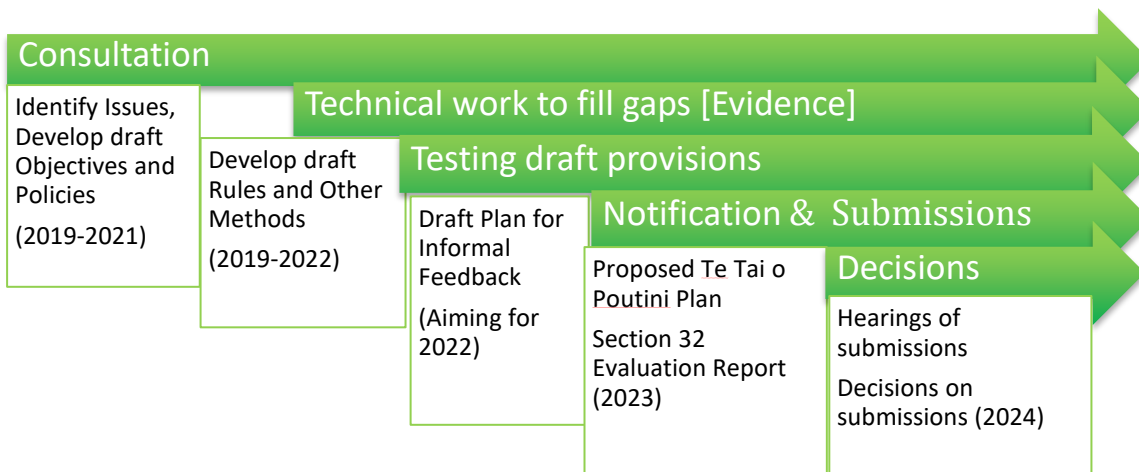 Consultation
Identify Issues,
Develop draft
Objectives and
Policies
(2019-2021)
Technical work to fill gaps [Evidence]
Develop draft
Rules and Other
Methods
(2019-2022)
Testing draft provisions
Draft Plan for
Informal
Feedback
(Aiming for
2022)
Notification & Submissions
Proposed Te Tai o
Poutini Plan
Section 32
Evaluation Report
(2023)
Decisions
Hearings of
submissions
Decisions on
submissions (2024)